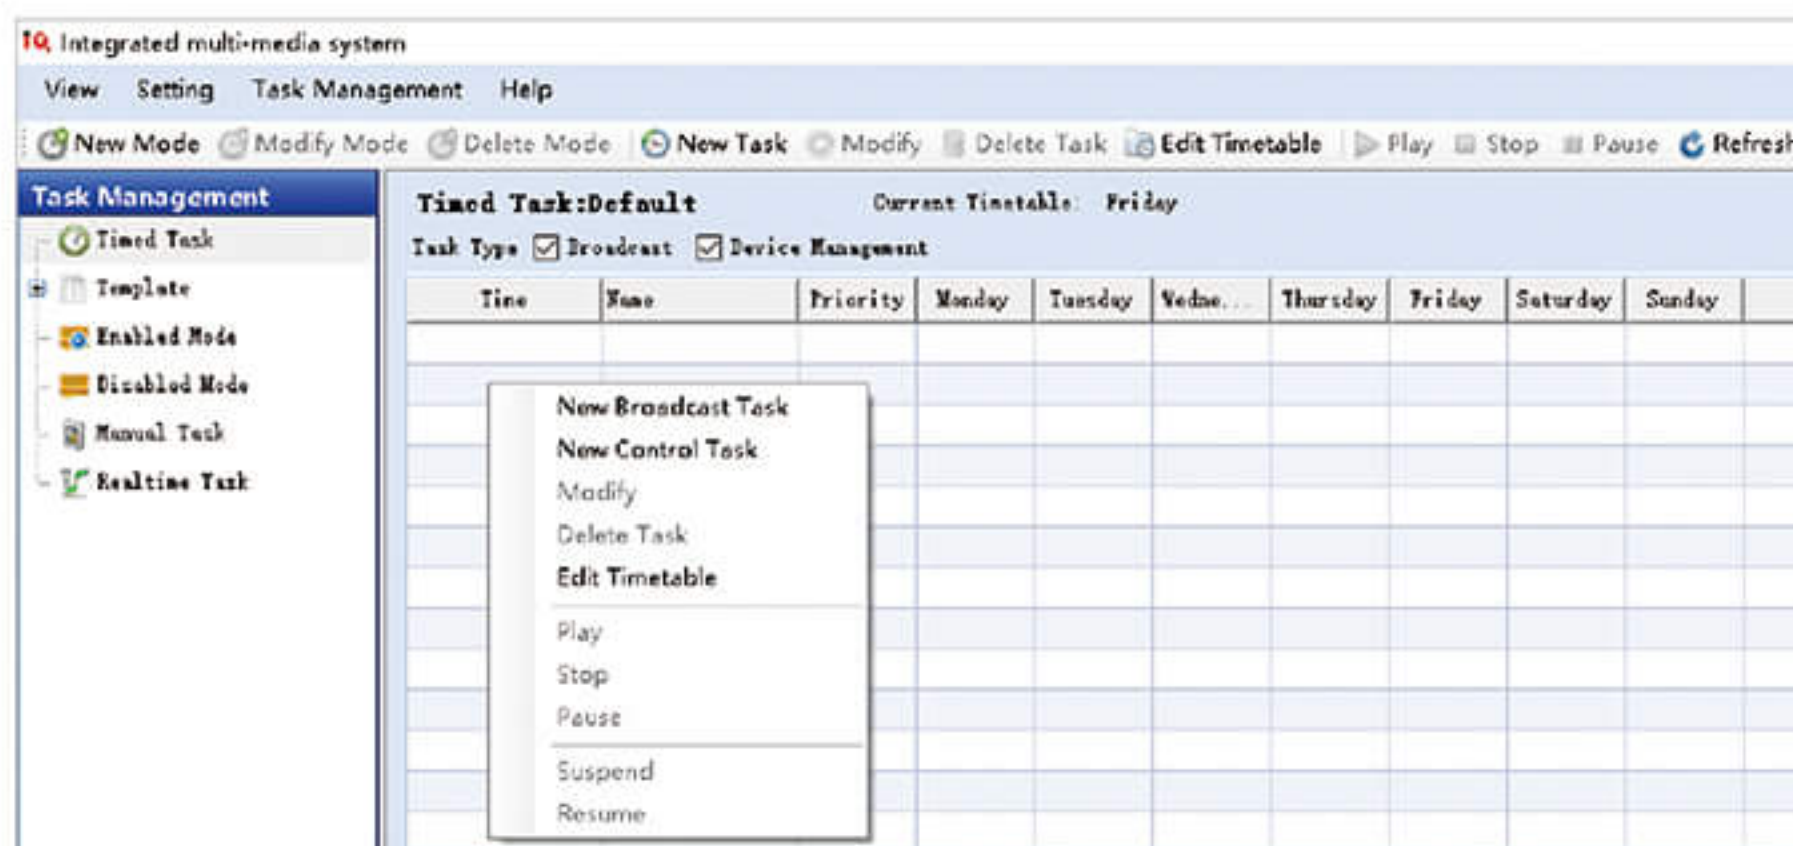 Integrated multi-media system
View Setting Task Management Help
New Mode Modify Mode Delete Mode New Task Modify Delete Task Edit Timetable Play Stop Pause Refresh
Task Management
Timed Task
Template
Enabled Mode
Disabled Mode
Manual Task
Realtime Task
Timed Task:Default Current Timetable: Friday
Task Type Broadcast Device Management
Time Name Priority Monday Tuesday Wedne... Thursday Friday Saturday Sunday
New Broadcast Task
New Control Task
Modify
Delete Task
Edit Timetable
Play
Stop
Pause
Suspend
Resume